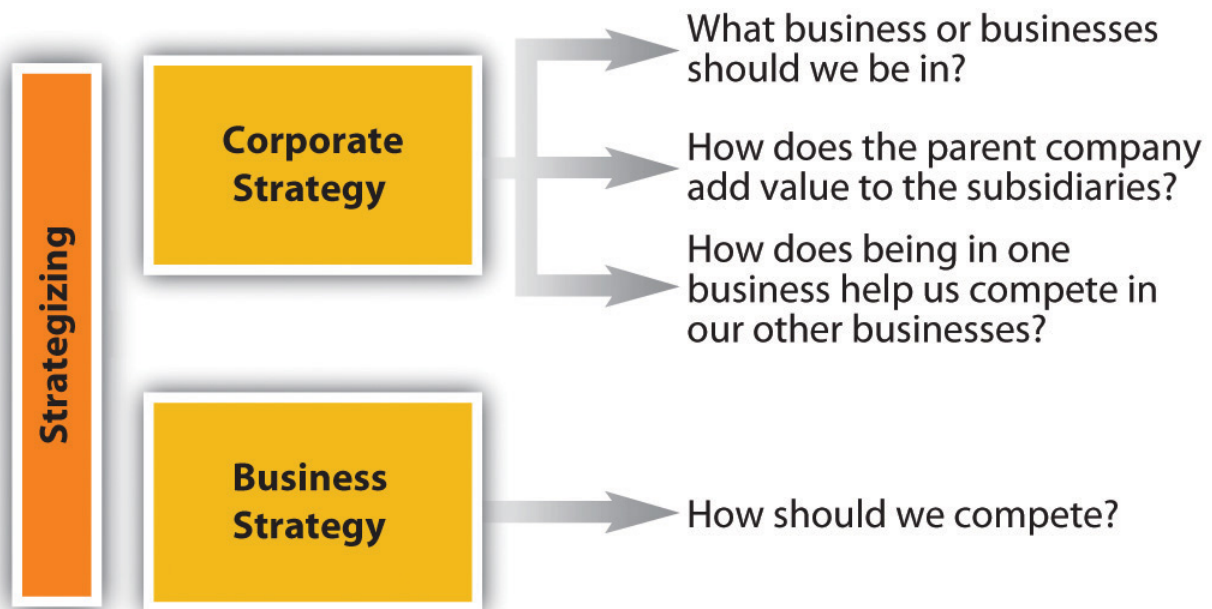 Strategizing
Corporate
Strategy
What business or businesses
should we be in?
How does the parent company
add value to the subsidiaries?
How does being in one
business help us compete in
our other businesses?
Business
Strategy
How should we compete?